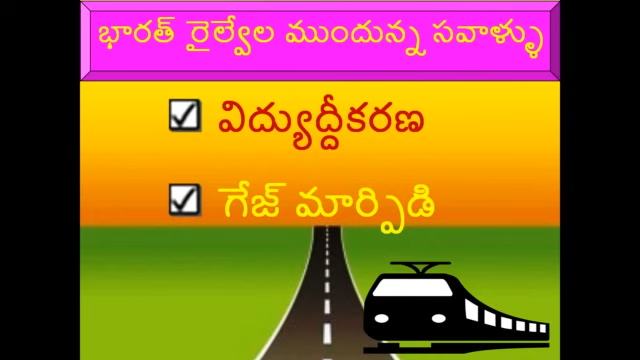 భారత్ రైల్వేల ముందున్న సవాళ్ళు
విద్యుద్దీకరణ
గేజ్ మార్పిడి